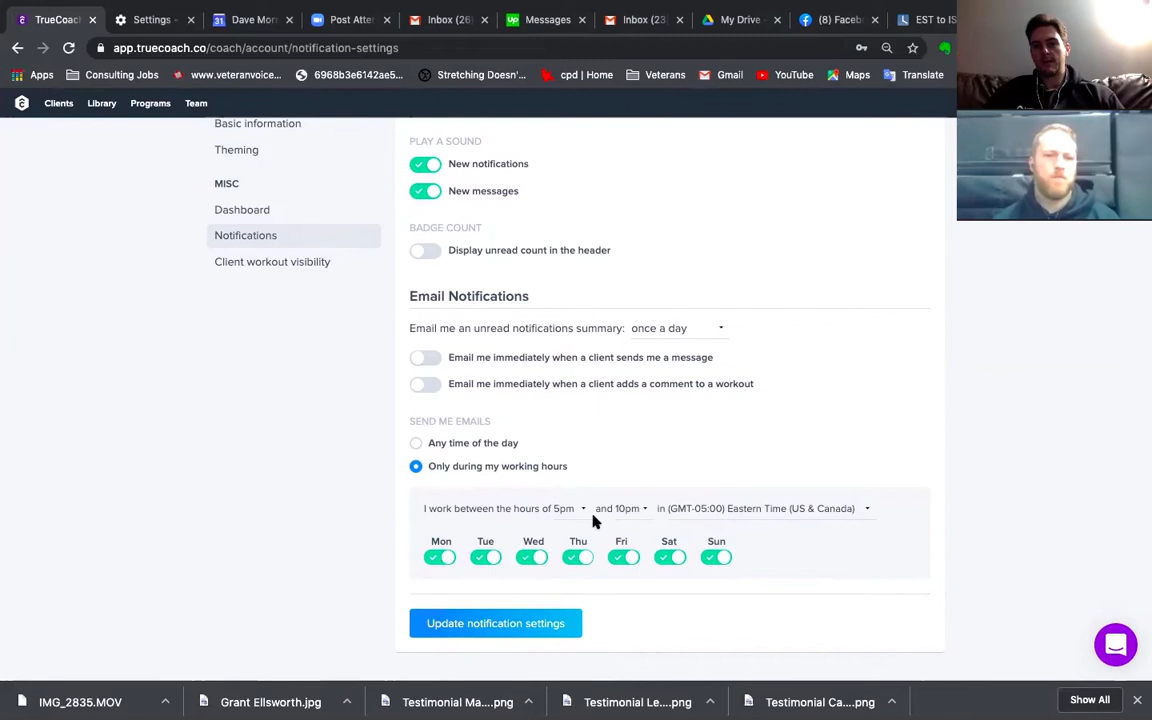 TrueCoach
Settings -
Dave Morr
Post Atten
Inbox (26)
Messages
Inbox (23)
My Drive -
(8) Faceb
EST to IS
app.truecoach.co/coach/account/notification-settings
Apps
Consulting Jobs
www.veteranvoice...
6968b3e6142ae5...
Stretching Doesn'...
cpd | Home
Veterans
Gmail
YouTube
Maps
Translate
Clients
Library
Programs
Team
Basic information
Theming
MISC
Dashboard
Notifications
Client workout visibility
PLAY A SOUND
New notifications
New messages
BADGE COUNT
Display unread count in the header
Email Notifications
Email me an unread notifications summary: once a day
Email me immediately when a client sends me a message
Email me immediately when a client adds a comment to a workout
SEND ME EMAILS
Any time of the day
Only during my working hours
I work between the hours of 5pm and 10pm in (GMT-05:00) Eastern Time (US & Canada)
Mon Tue Wed Thu Fri Sat Sun
Update notification settings
IMG_2835.MOV
Grant Ellsworth.jpg
Testimonial Ma....png
Testimonial Le....png
Testimonial Ca....png
Show All